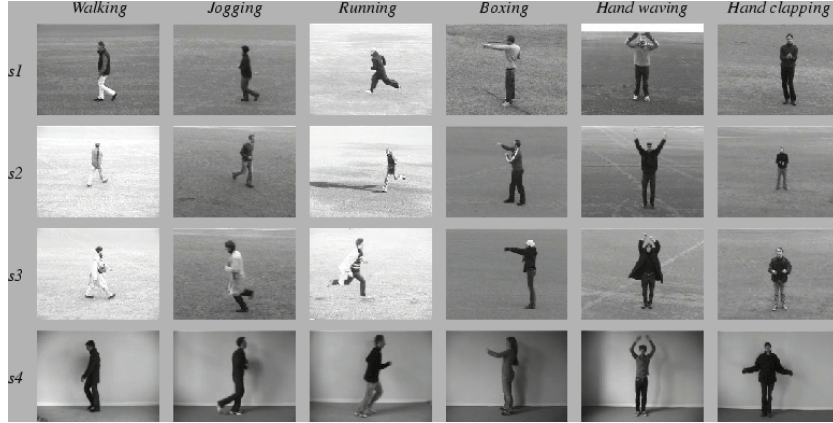 Walking Jogging Running Boxing Hand waving Hand clapping
s1
s2
s3
s4